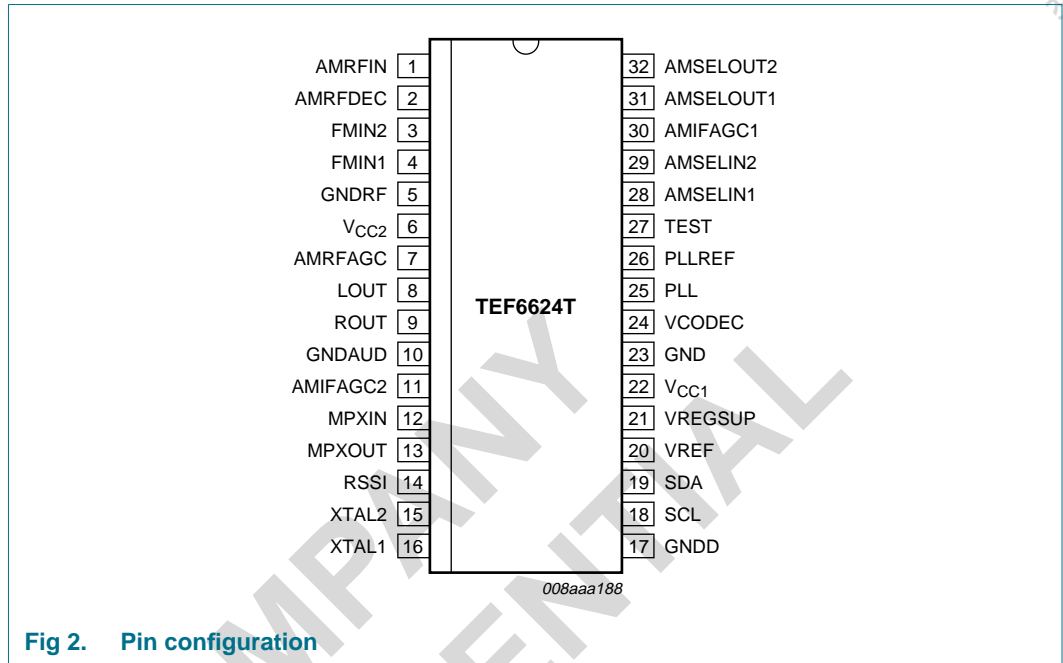 AMRFIN 1
AMRFDEC 2
FMIN2 3
FMIN1 4
GNDRF 5
VCC2 6
AMRFAGC 7
LOUT 8
ROUT 9
GNDAUD 10
AMIFAGC2 11
MPXIN 12
MPXOUT 13
RSSI 14
XTAL2 15
XTAL1 16
TEF6624T
32 AMSELOUT2
31 AMSELOUT1
30 AMIFAGC1
29 AMSELIN2
28 AMSELIN1
27 TEST
26 PLLREF
25 PLL
24 VCODEC
23 GND
22 VCC1
21 VREGSUP
20 VREF
19 SDA
18 SCL
17 GNDD
008aaa188
Fig 2. Pin configuration
MPANY
ENTIAL